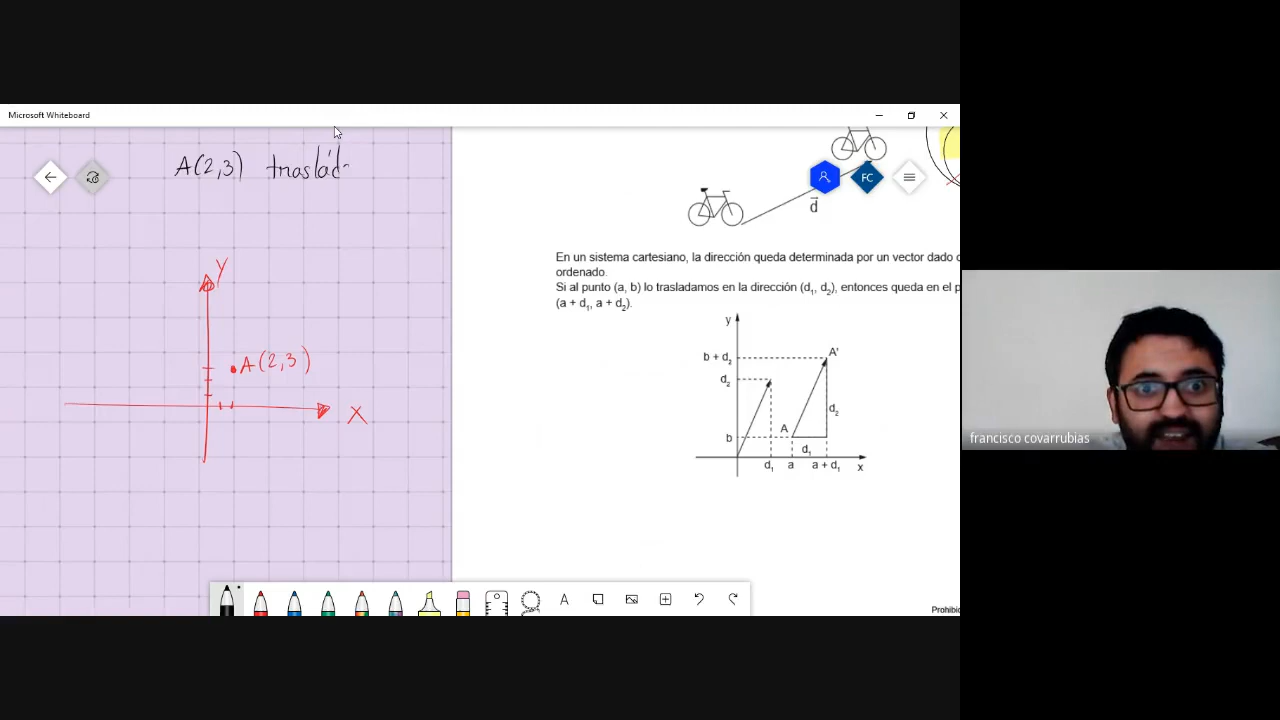 Microsoft Whiteboard
A(2,3) traslád
FC
d
En un sistema cartesiano, la dirección queda determinada por un vector dado
ordenado.
Si al punto (a, b) lo trasladamos en la dirección (d1, d2), entonces queda en el p
(a + d1, a + d2).
Y
A(2,3)
X
y
b + d2
A'
d2
d2
A
b
d1
d1
a
a + d1
x
francisco covarrubias
A
Prohibio